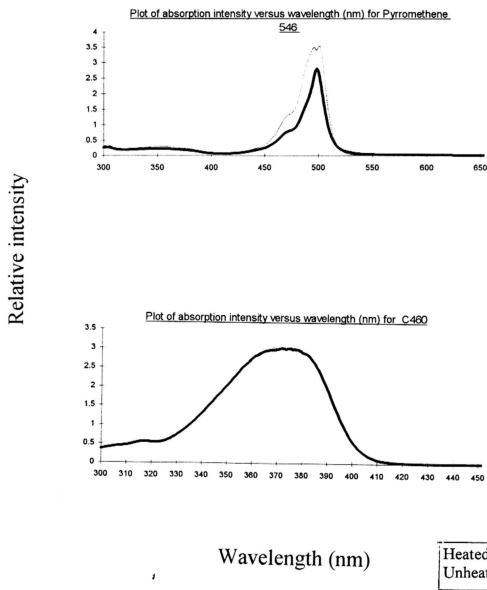 Plot of absorption intensity versus wavelength (nm) for Pyrromethene
546
4
3.5
3
2.5
2
1.5
1
0.5
0
300 350 400 450 500 550 600 650
Relative intensity
Plot of absorption intensity versus wavelength (nm) for C460
3.5
3
2.5
2
1.5
1
0.5
0
300 310 320 330 340 350 360 370 380 390 400 410 420 430 440 450
Wavelength (nm)
Heated
Unheat